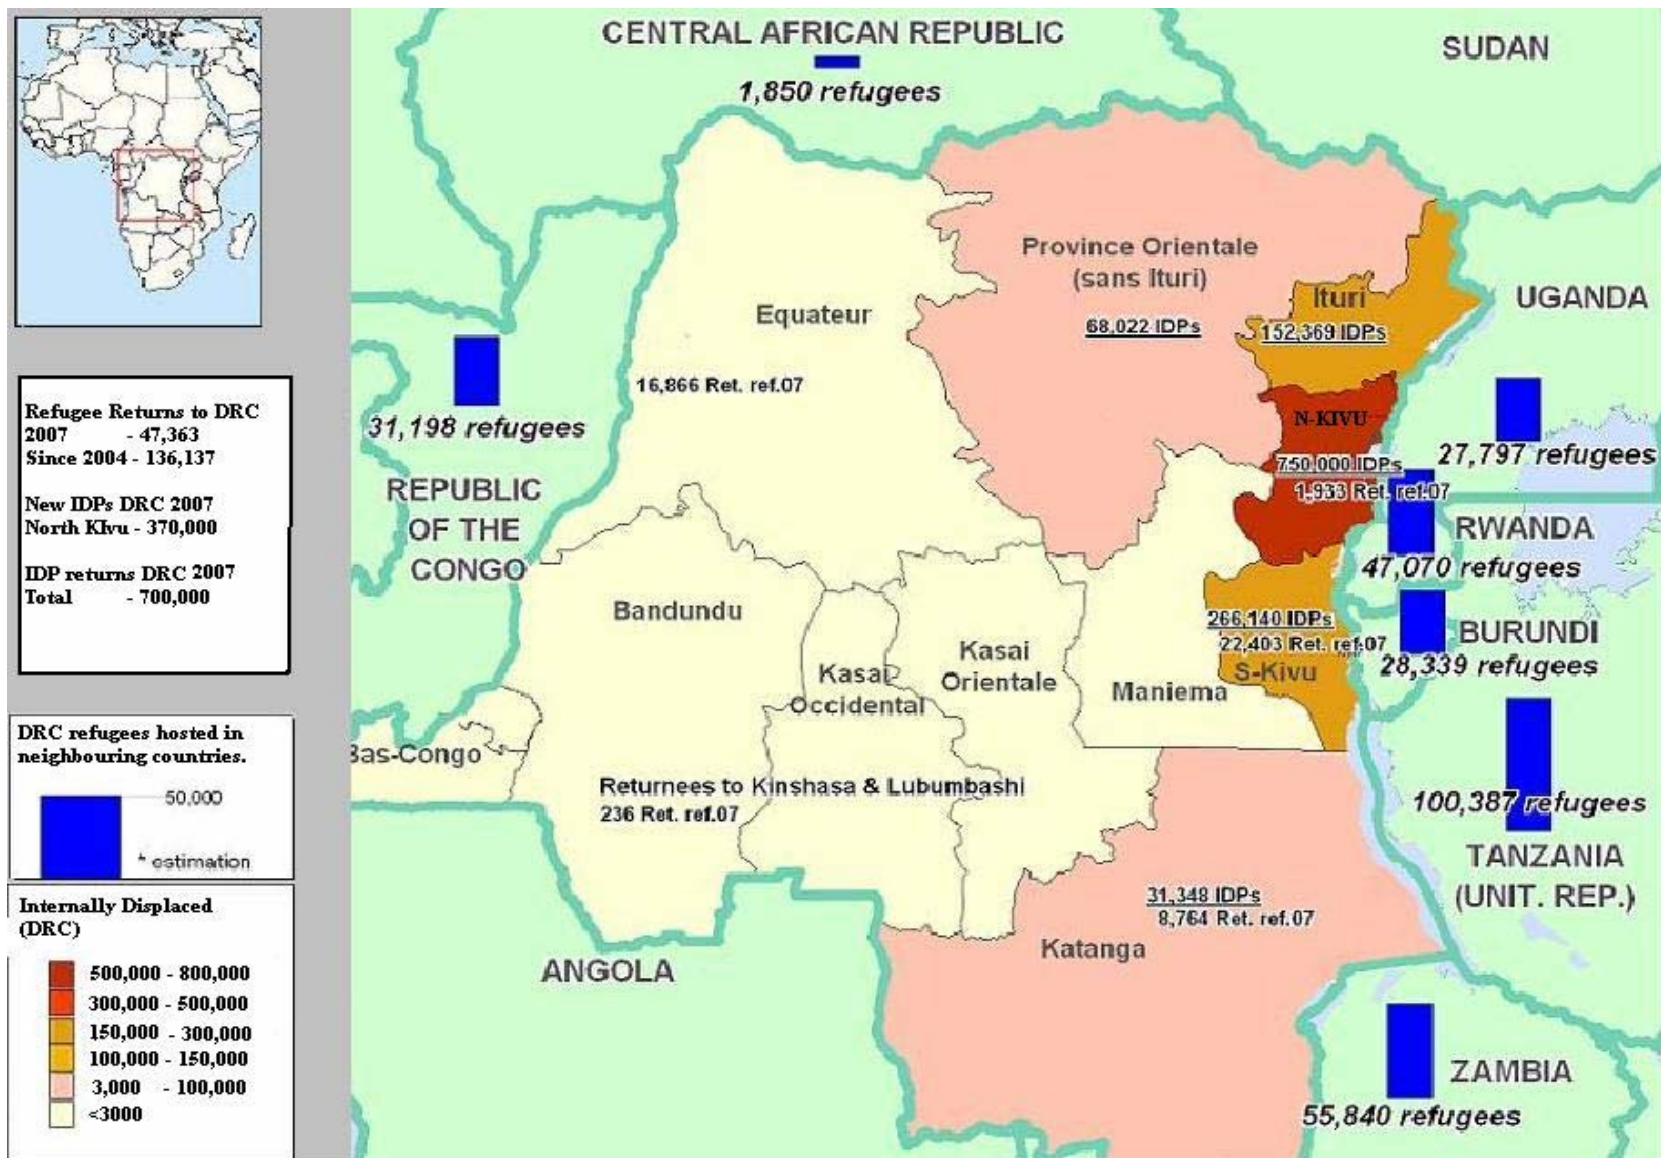 Refugee Returns to DRC
2007 - 47,363
Since 2004 - 136,137
New IDPs DRC 2007
North KIvu - 370,000
IDP returns DRC 2007
Total - 700,000
DRC refugees hosted in
neighbouring countries.
50,000
* estimation
Internally Displaced
(DRC)
500,000 - 800,000
300,000 - 500,000
150,000 - 300,000
100,000 - 150,000
3,000 - 100,000
<3000
CENTRAL AFRICAN REPUBLIC
1,850 refugees
SUDAN
Province Orientale
(sans Ituri)
68,022 IDPs
Ituri
152,369 IDPs
UGANDA
27,797 refugees
Equateur
16,866 Ret. ref.07
31,198 refugees
REPUBLIC
OF THE
CONGO
N-KIVU
750,000 IDPs
1,933 Ret. ref.07
RWANDA
47,070 refugees
Bandundu
266,140 IDPs
22,403 Ret. ref.07
S-Kivu
BURUNDI
28,339 refugees
Kasai
Occidental
Kasai
Orientale
Maniema
Bas-Congo
Returnees to Kinshasa & Lubumbashi
236 Ret. ref.07
100,387 refugees
TANZANIA
(UNIT. REP.)
31,348 IDPs
8,764 Ret. ref.07
Katanga
ANGOLA
ZAMBIA
55,840 refugees